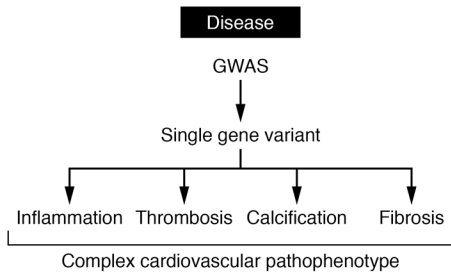 Disease
GWAS
Single gene variant
Inflammation Thrombosis Calcification Fibrosis
Complex cardiovascular pathophenotype